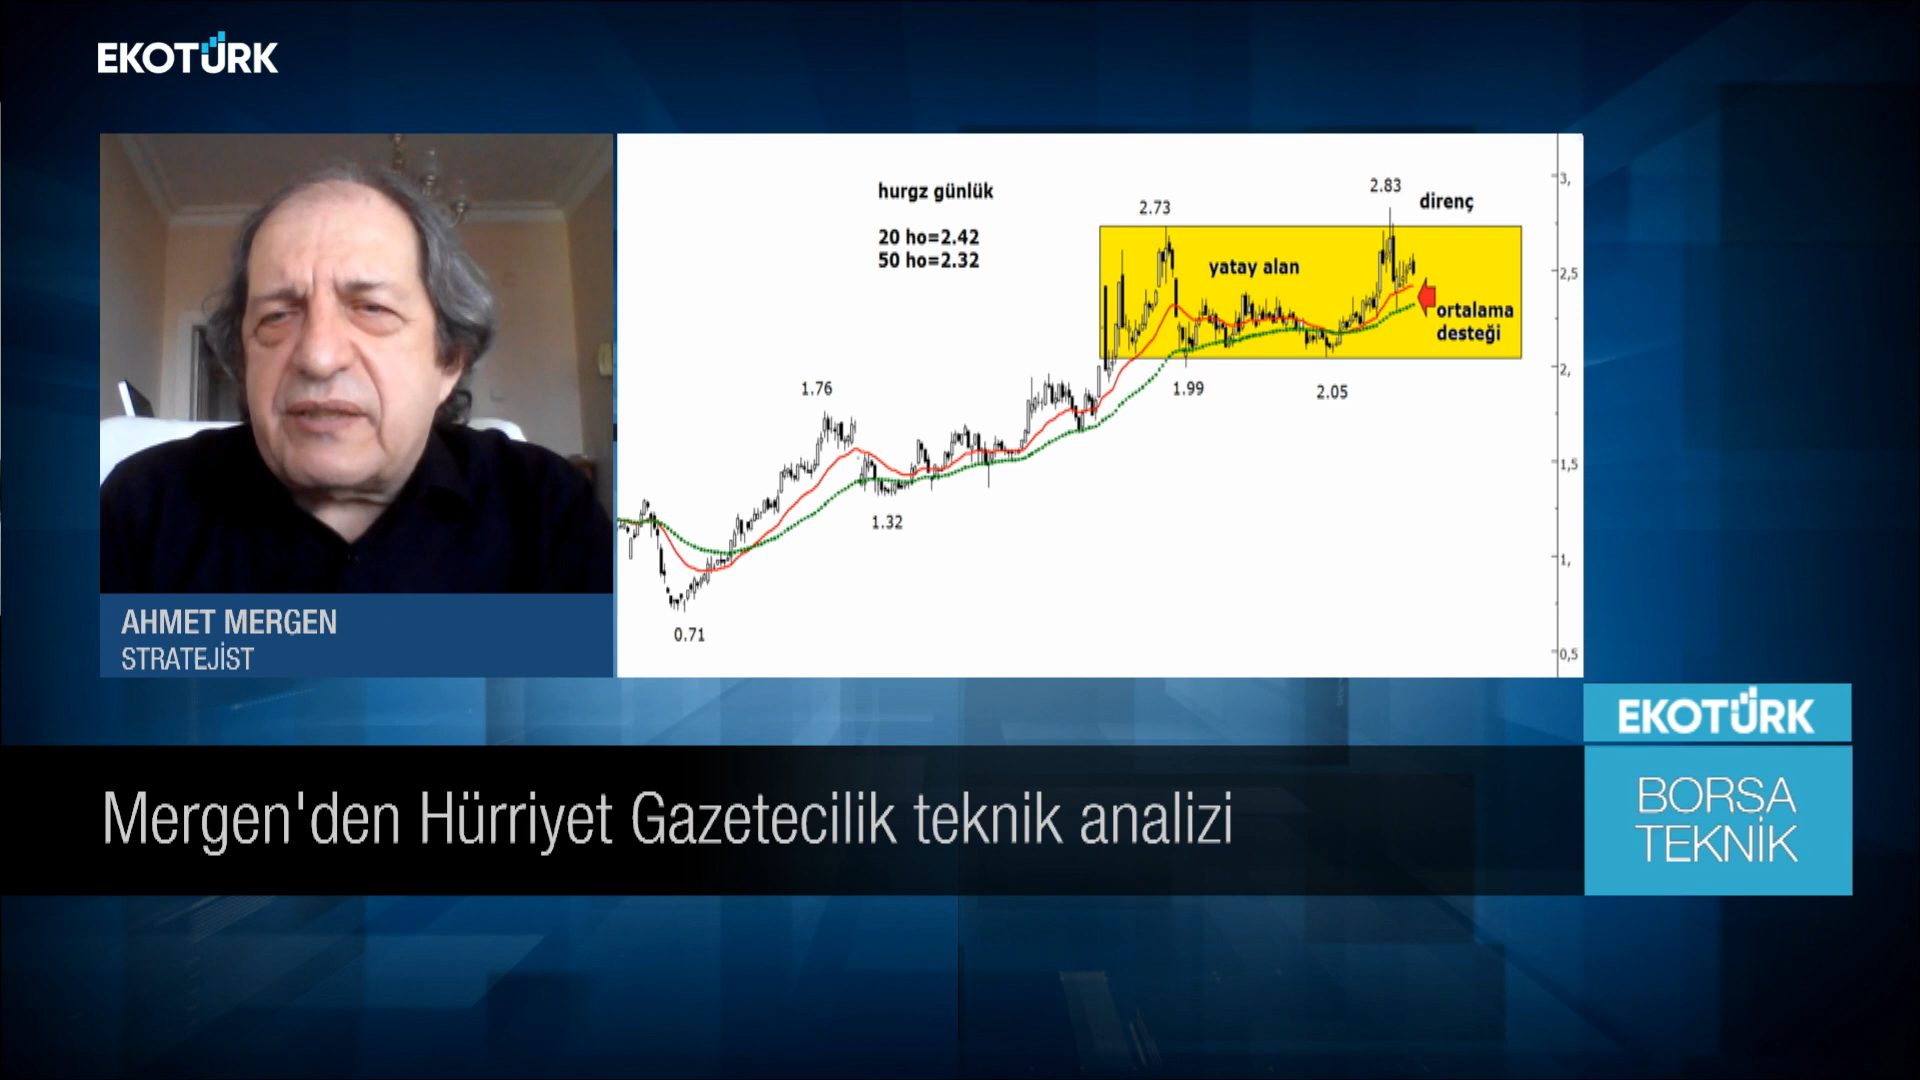 EKOTÜRK
hurgz günlük
20 ho=2.42
50 ho=2.32
2.83
direnç
2.73
yatay alan
ortalama
desteği
1.99
2.05
1.76
1.32
0.71
3,
2,5
2,
1,5
1,
0,5
AHMET MERGEN
STRATEJİST
EKOTÜRK
Mergen'den Hürriyet Gazetecilik teknik analizi
BORSA
TEKNİK